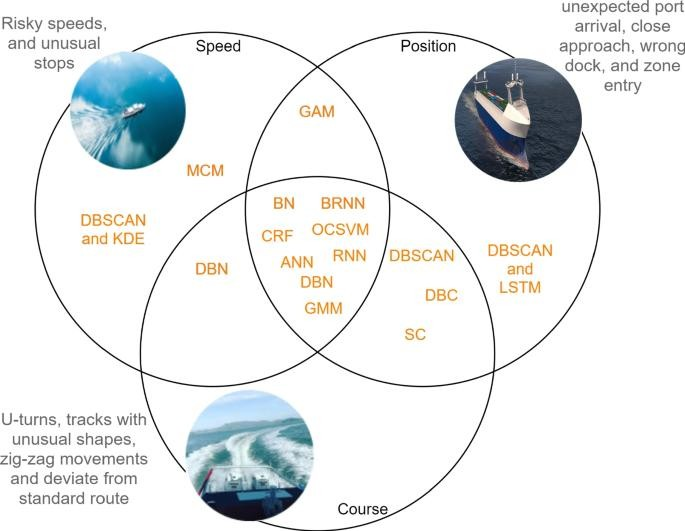 Risky speeds,
and unusual
stops
Speed
Position
unexpected port
arrival, close
approach, wrong
dock, and zone
entry
GAM
MCM
DBSCAN
and KDE
DBN
BN BRNN
CRF OCSVM
ANN RNN
DBN
GMM
DBSCAN
DBC
SC
DBSCAN
and
LSTM
U-turns, tracks with
unusual shapes,
zig-zag movements
and deviate from
standard route
Course